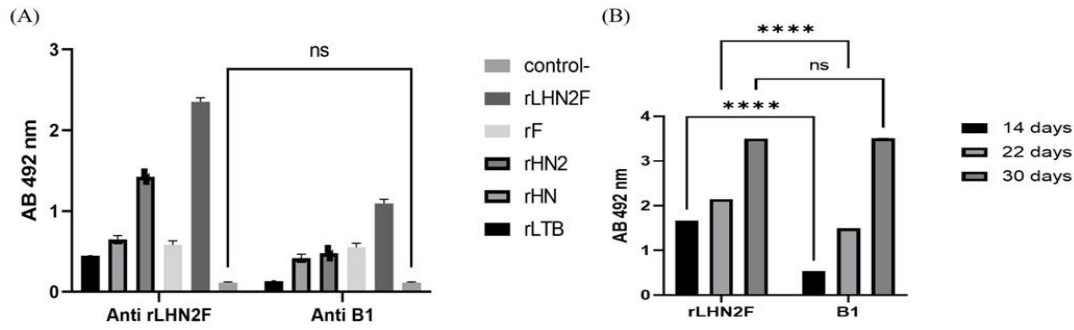 (A)
AB 492 nm
3
2
1
0
ns
Anti rLHN2F
Anti B1
control-
rLHN2F
rF
rHN2
rHN
rLTB
(B)
AB 492 nm
4
3
2
1
0
****
ns
****
rLHN2F
B1
14 days
22 days
30 days